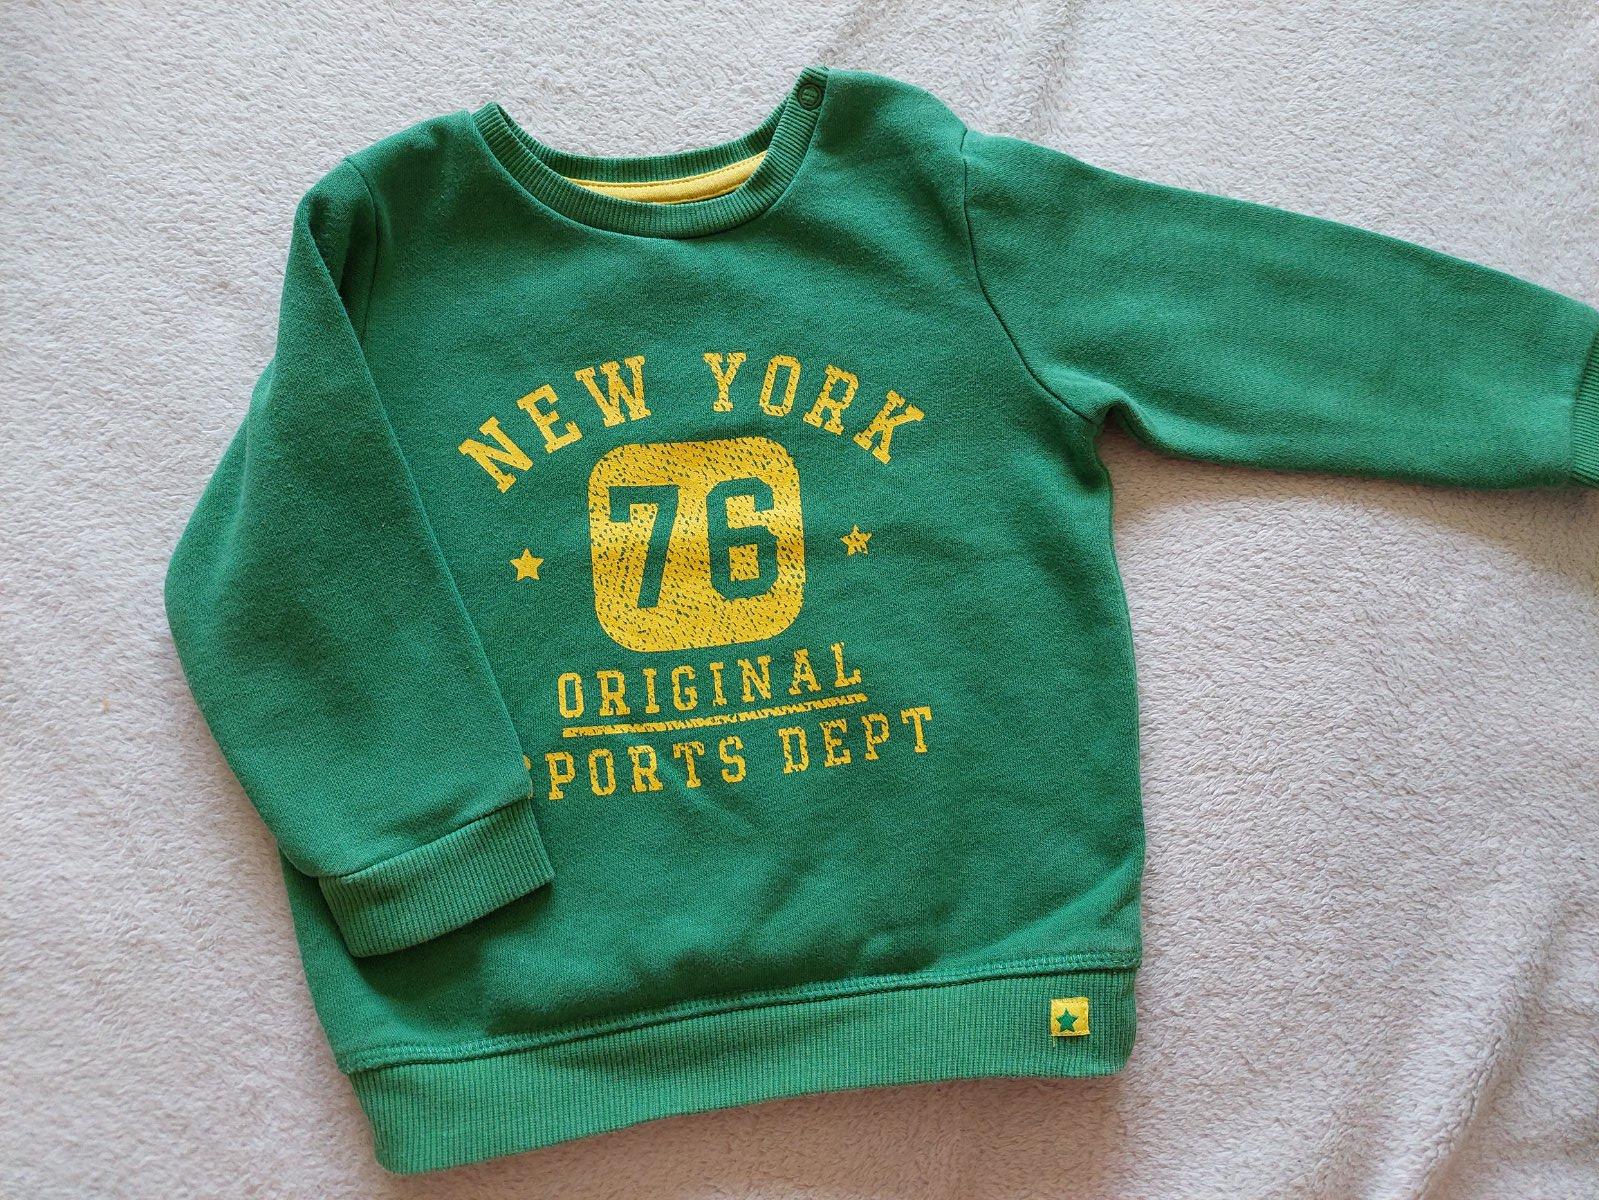 NEW YORK
76
ORIGINAL
SPORTS DEPT